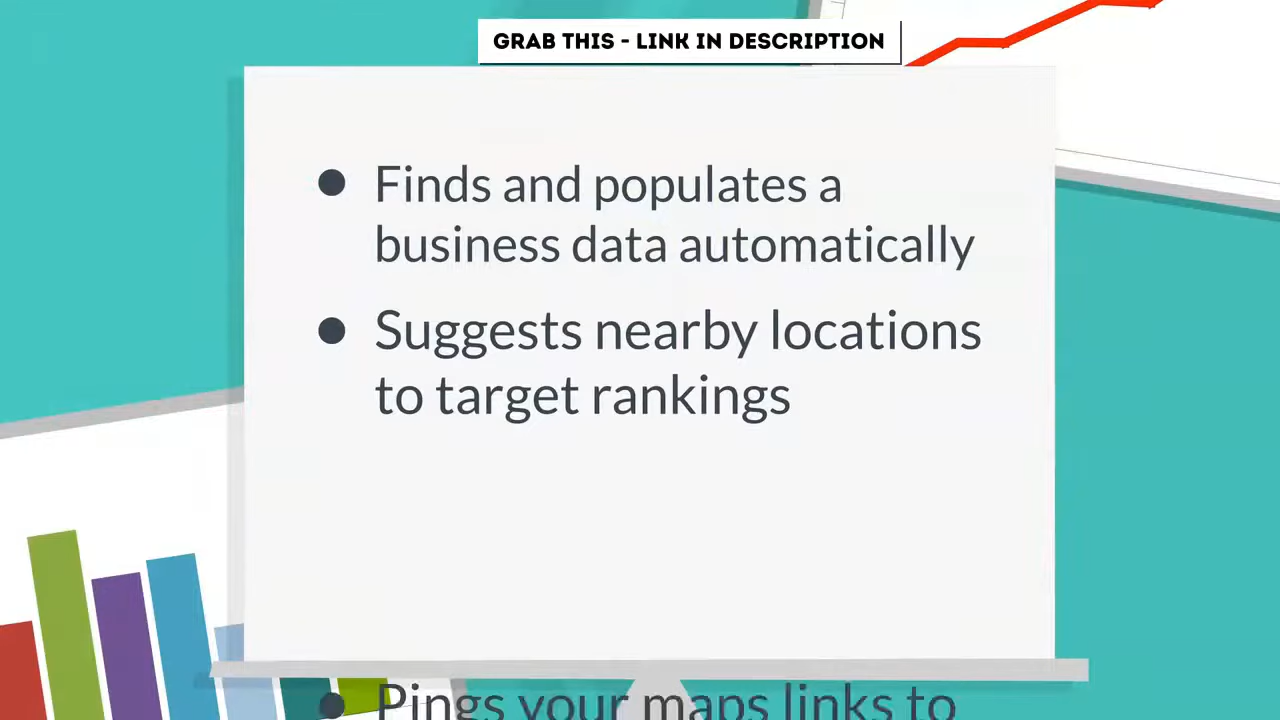 GRAB THIS - LINK IN DESCRIPTION
● Finds and populates a
business data automatically
● Suggests nearby locations
to target rankings
● Pings your maps links to